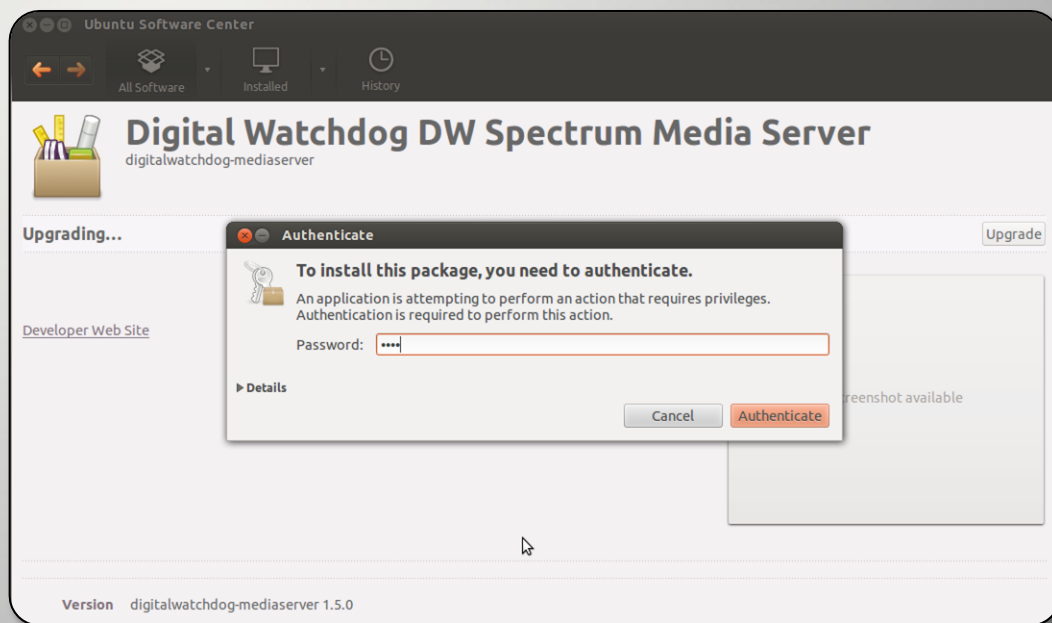 Ubuntu Software Center
All Software
Installed
History
Digital Watchdog DW Spectrum Media Server
digitalwatchdog-mediaserver
Upgrading...
Upgrade
Authenticate
To install this package, you need to authenticate.
An application is attempting to perform an action that requires privileges.
Authentication is required to perform this action.
Password: ••••
Details
Cancel
Authenticate
Developer Web Site
available
Version digitalwatchdog-mediaserver 1.5.0